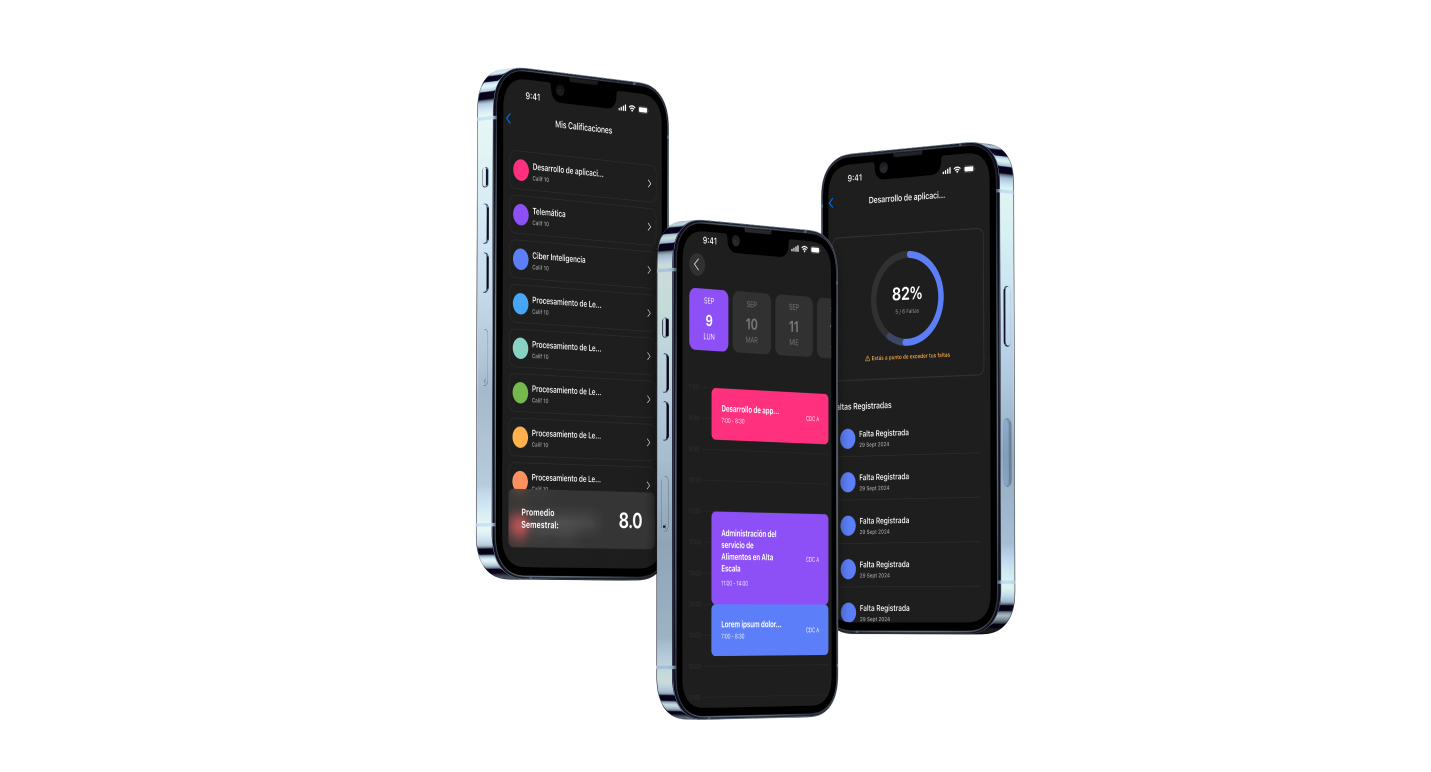 9:41
Mis Calificaciones
Desarrollo de aplicaci...
Calif 10
Telemática
Calif 10
Ciber Inteligencia
Calif 10
Procesamiento de Le...
Calif 10
Procesamiento de Le...
Calif 10
Procesamiento de Le...
Calif 10
Procesamiento de Le...
Calif 10
Procesamiento de Le...
Calif 10
Promedio
Semestral:
8.0
9:41
SEP
9
LUN
SEP
10
MAR
SEP
11
MIE
Desarrollo de app...
7:00 - 8:30
CDC A
Administración del
servicio de
Alimentos en Alta
Escala
11:00 - 14:00
CDC A
Lorem ipsum dolor...
7:00 - 8:30
CDC A
9:41
Desarrollo de aplicaci...
82%
5 / 6 Faltas
Estás a punto de exceder tus faltas
altas Registradas
Falta Registrada
29 Sept 2024
Falta Registrada
29 Sept 2024
Falta Registrada
29 Sept 2024
Falta Registrada
29 Sept 2024
Falta Registrada
29 Sept 2024